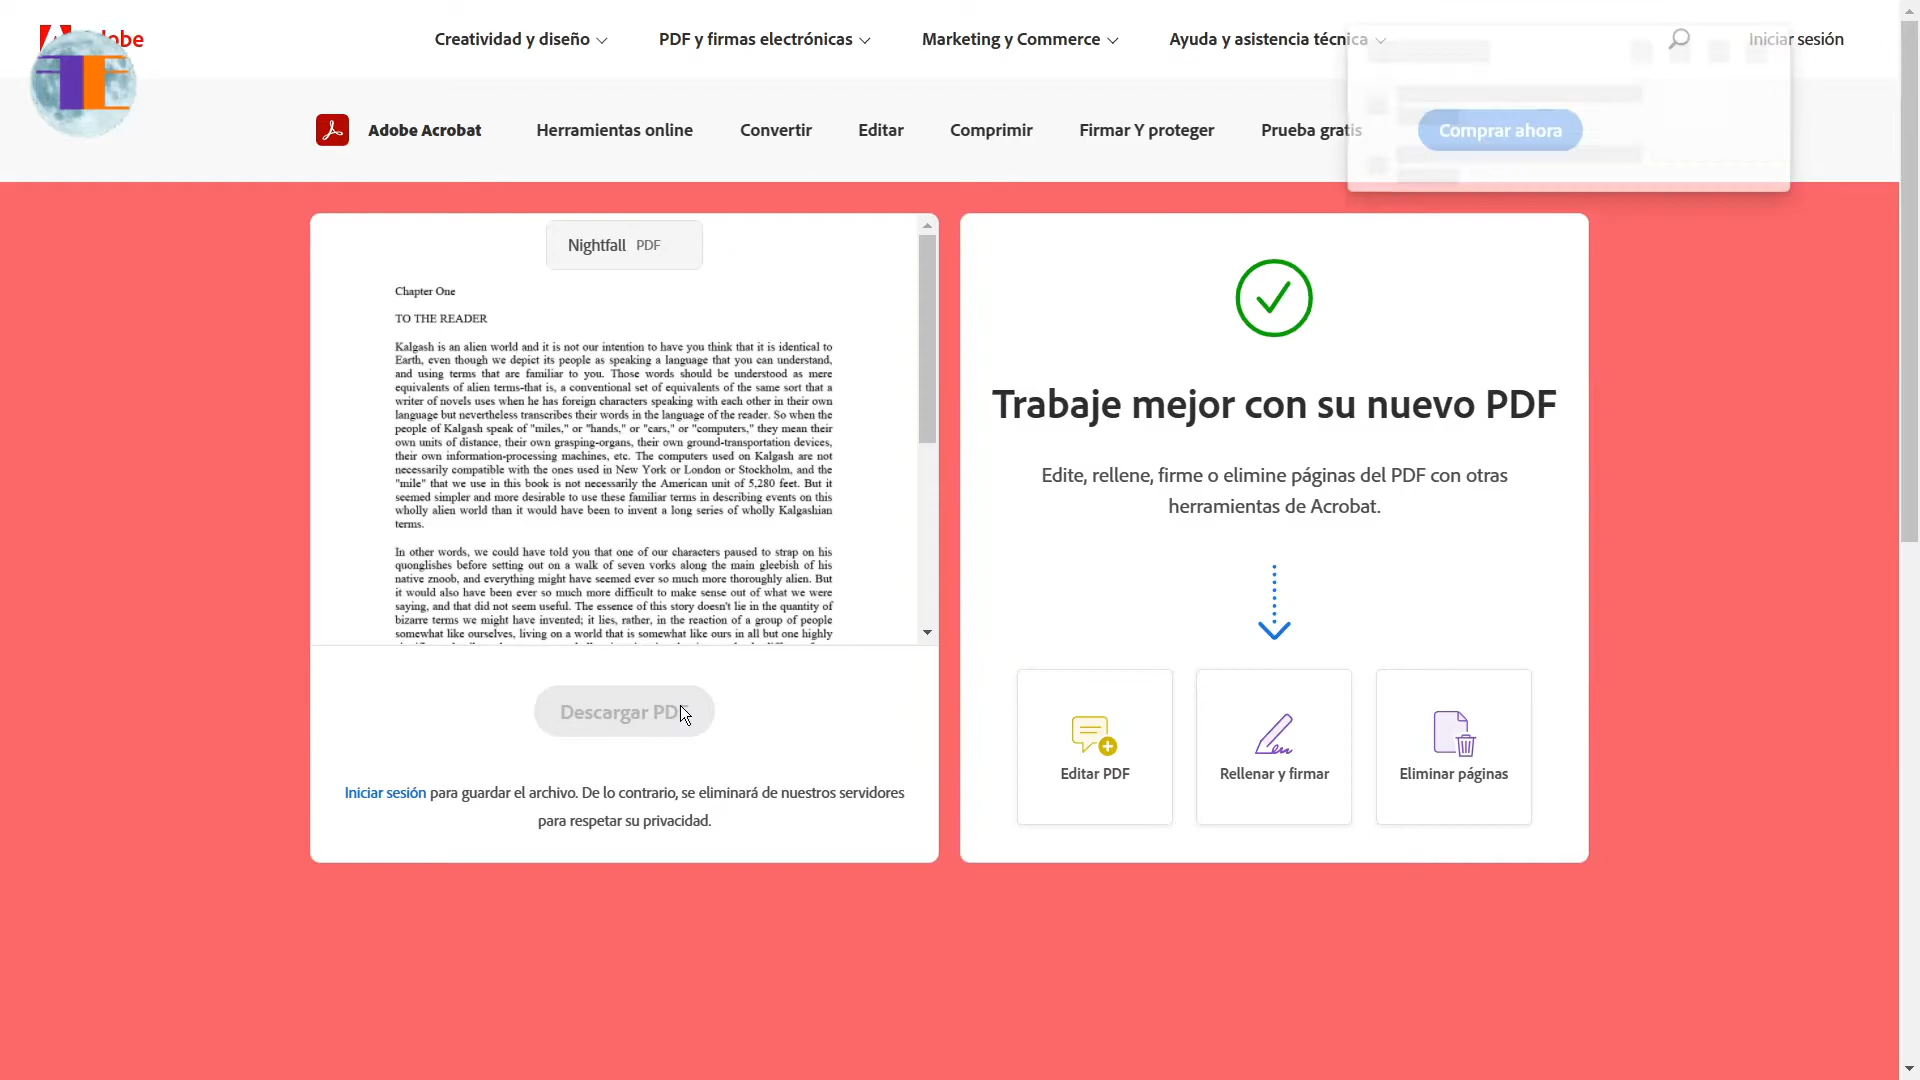 Adobe
Creatividad y diseño
PDF y firmas electrónicas
Marketing y Commerce
Ayuda y asistencia técnica
Iniciar sesión
Adobe Acrobat
Herramientas online
Convertir
Editar
Comprimir
Firmar Y proteger
Prueba gratis
Comprar ahora
Nightfall PDF
Chapter One
TO THE READER
Kalgash is an alien world and it is not our intention to have you think that it is identical to
Earth, even though we depict its people as speaking a language that you can understand,
and using terms that are familiar to you. Those words should be understood as mere
equivalents of alien terms-that is, a conventional set of equivalents of the same sort that a
writer of novels uses when he has foreign characters speaking with each other in their own
language but nevertheless transcribes their words in the language of the reader. So when the
people of Kalgash speak of "miles," or "hands," or "cars," or "computers," they mean their
own units of distance, their own grasping-organs, their own ground-transportation devices,
their own information-processing machines, etc. The computers used on Kalgash are not
necessarily compatible with the ones used in New York or London or Stockholm, and the
"mile" that we use in this book is not necessarily the American unit of 5,280 feet. But it
seemed simpler and more desirable to use these familiar terms in describing events on this
wholly alien world than it would have been to invent a long series of wholly Kalgashian
terms.
In other words, we could have told you that one of our characters paused to strap on his
quonglishes before setting out on a walk of seven vorks along the main gleebish of his
native znoob, and everything might have seemed ever so much more thoroughly alien. But
it would also have been ever so much more difficult to make sense out of what we were
saying, and that did not seem useful. The essence of this story doesn't lie in the quantity of
bizarre terms we might have invented; it lies, rather, in the reaction of a group of people
somewhat like ourselves, living on a world that is somewhat like ours in all but one highly
Descargar PDF
Iniciar sesión para guardar el archivo. De lo contrario, se eliminará de nuestros servidores
para respetar su privacidad.
Trabaje mejor con su nuevo PDF
Edite, rellene, firme o elimine páginas del PDF con otras
herramientas de Acrobat.
Editar PDF
Rellenar y firmar
Eliminar páginas